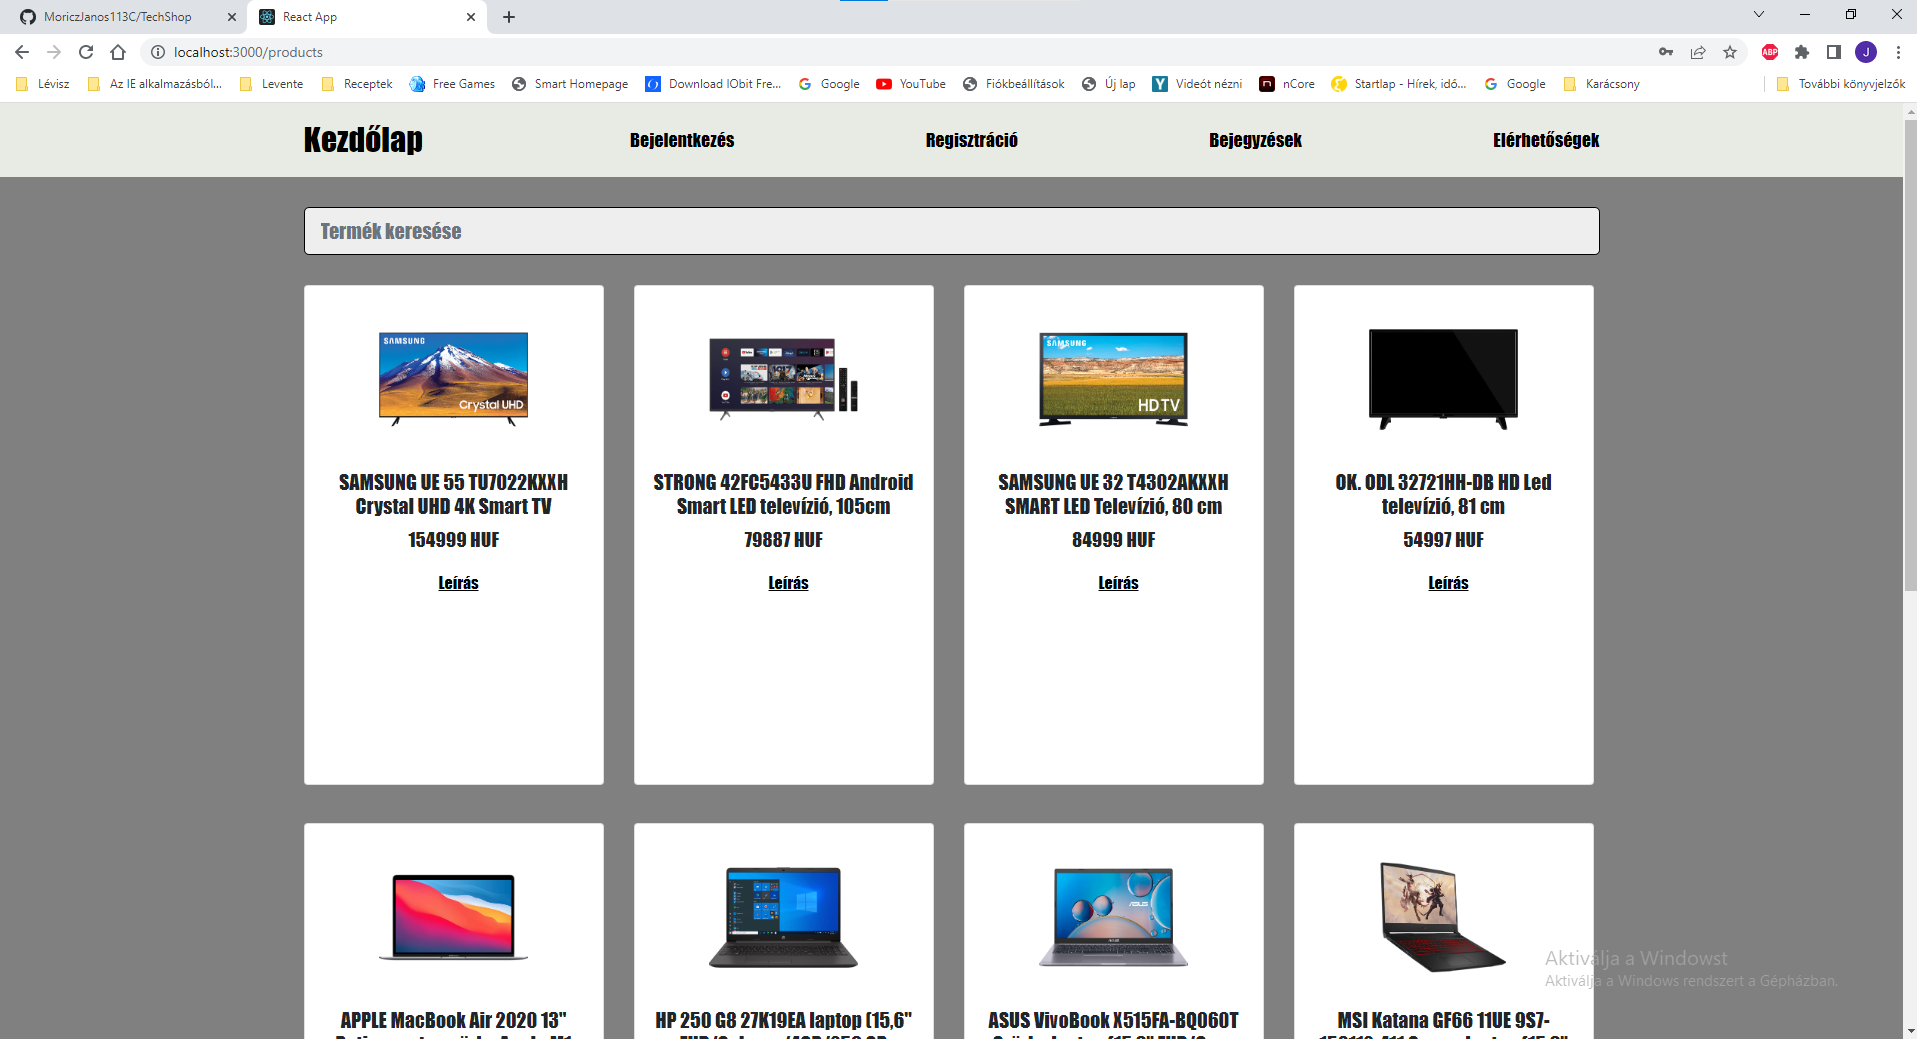 MoriczJanos113C/TechShop
React App
localhost:3000/products
ABP
J
Lévisz
Az IE alkalmazásból...
Levente
Receptek
Free Games
Smart Homepage
Download IObit Fre...
Google
YouTube
Fiókbeállítások
Új lap
Videót nézni
nCore
Startlap - Hírek, idő...
Google
Karácsony
További könyvjelzők
Kezdőlap
Bejelentkezés
Regisztráció
Bejegyzések
Elérhetőségek
Termék keresése
SAMSUNG
Crystal UHD
SAMSUNG UE 55 TU7022KXXH
Crystal UHD 4K Smart TV
154999 HUF
Leírás
STRONG 42FC5433U FHD Android
Smart LED televízió, 105cm
79887 HUF
Leírás
SAMSUNG
HDTV
SAMSUNG UE 32 T4302AKXXH
SMART LED Televízió, 80 cm
84999 HUF
Leírás
OK. ODL 32721HH-DB HD Led
televízió, 81 cm
54997 HUF
Leírás
APPLE MacBook Air 2020 13"
HP 250 G8 27K19EA laptop (15,6"
ASUS
ASUS VivoBook X515FA-BQ060T
MSI Katana GF66 11UE 9S7-
Aktiválja a Windowst
Aktiválja a Windows rendszert a Gépházban.